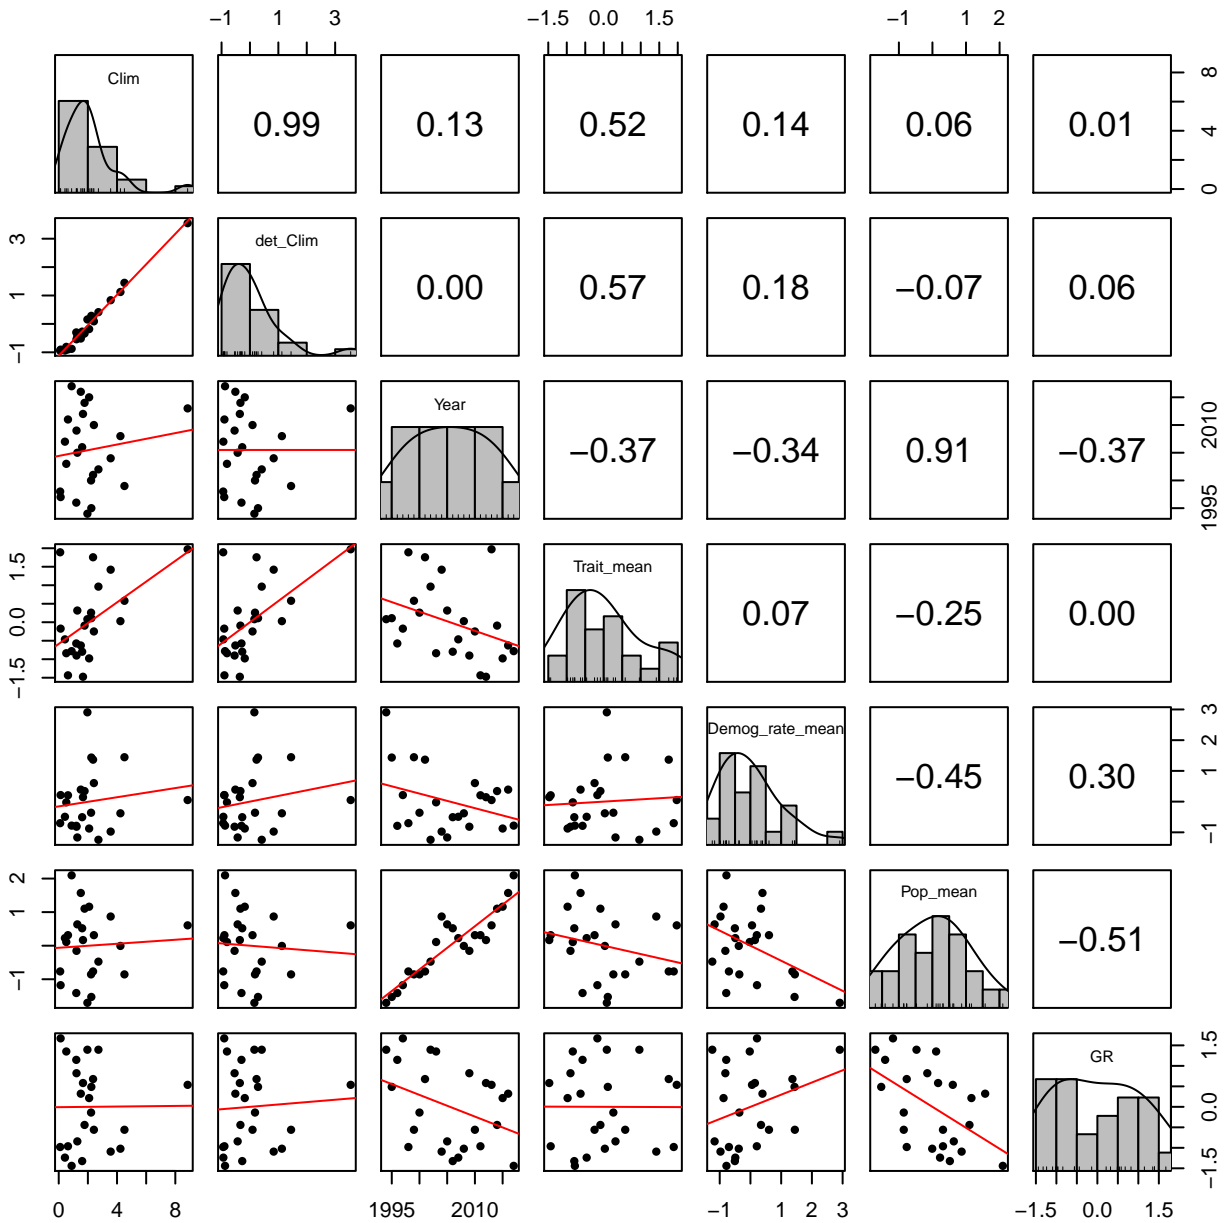 −1 1 3 −1.5 0.0 1.5 −1 1 2
Clim 0.99 0.13 0.52 0.14 0.06 0.01 0 4 8
−1 1 3 det_Clim 0.00 0.57 0.18 −0.07 0.06
Year −0.37 −0.34 0.91 −0.37 1995 2010
−1.5 0.0 1.5 Trait_mean 0.07 −0.25 0.00
Demog_rate_mean −0.45 0.30 −1 1 2 3
−1 1 2 Pop_mean −0.51
GR −1.5 0.0 1.5
0 4 8 1995 2010 −1 1 2 3 −1.5 0.0 1.5